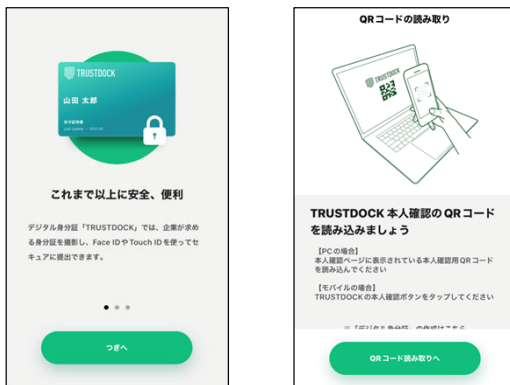 TRUSTDOCK
山田 太郎
身分証明書
これまで以上に安全、便利
デジタル身分証「TRUSTDOCK」では、企業が求め
る身分証を撮影し、Face IDやTouch IDを使ってセ
キュアに提出できます。
つぎへ
QRコードの読み取り
TRUSTDOCK
TRUSTDOCK 本人確認のQRコード
を読み込みましょう
【PCの場合】
本人確認ページに表示されている本人確認用QRコード
を読み込んでください
【モバイルの場合】
TRUSTDOCKの本人確認ボタンをタップしてください
QRコード読み取りへ